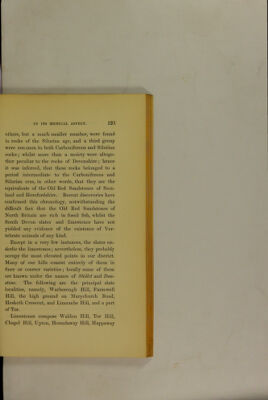 IN ITS MEDICAL ASPECT. 123
others, but a much smaller number, were found
in rocks of the Silurian age; and a third group
were common to both Carboniferous and Silurian
rocks; whilst more than a moiety were altoge-
ther peculiar to the rocks of Devonshire; hence
it was inferred, that these rocks belonged to a
period intermediate to the Carboniferous and
Silurian eras, in other words, that they are the
equivalents of the Old Red Sandstones of Scot-
land and Herefordshire. Recent discoveries have
confirmed this chronology, notwithstanding the
difficult fact that the Old Red Sandstones of
North Britain are rich in fossil fish, whilst the
South Devon slates and limestones have not
yielded any evidence of the existence of Ver-
tebrate animals of any kind.
Except in a very few instances, the slates un-
derlie the limestones; nevertheless, they probably
occupy the most elevated points in our district.
Many of our hills consist entirely of them in
finer or coarser varieties; locally some of them
are known under the names of Shillet and Dun-
stone. The following are the principal slate
localities, namely, Warborough Hill, Furzewell
Hill, the high ground on Marychurch Road,
Hesketh Crescent, and Lincombe Hill, and a part
of Tor.
Limestones compose Waldon Hill, Tor Hill,
Chapel Hill, Upton, Hill, Happaway